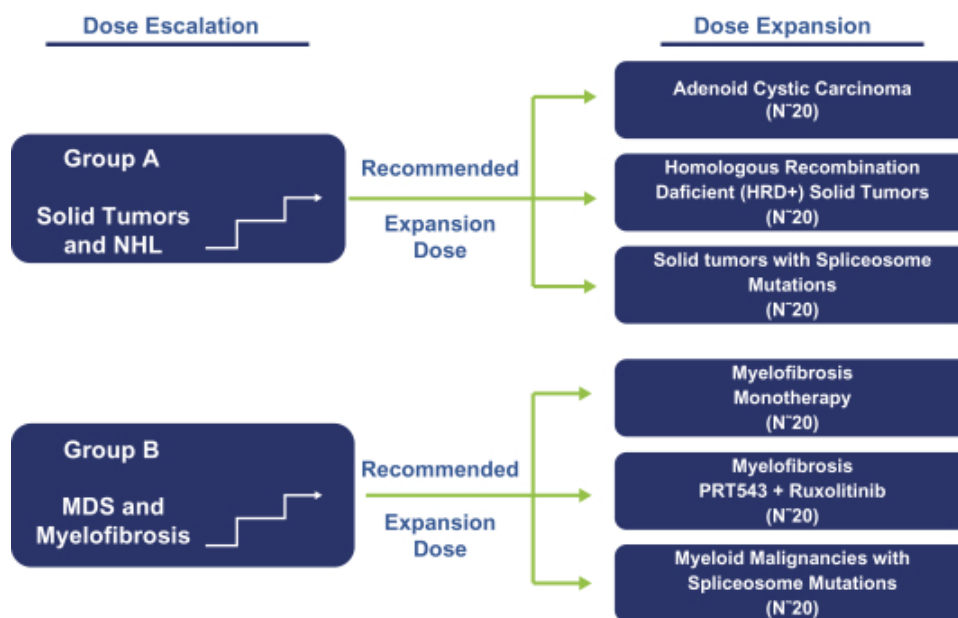 Dose Escalation
Dose Expansion
Group A
Solid Tumors
and NHL
Recommended
Expansion
Dose
Adenoid Cystic Carcinoma
(N˜20)
Homologous Recombination
Daficient (HRD+) Solid Tumors
(N˜20)
Solid tumors with Spliceosome
Mutations
(N˜20)
Group B
MDS and
Myelofibrosis
Recommended
Expansion
Dose
Myelofibrosis
Monotherapy
(N˜20)
Myelofibrosis
PRT543 + Ruxolitinib
(N˜20)
Myeloid Malignancies with
Spliceosome Mutations
(N˜20)